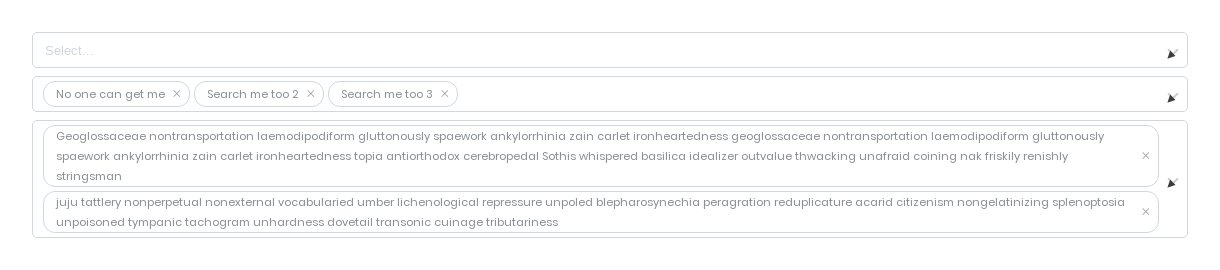 Select...
No one can get me × Search me too 2 × Search me too 3 ×
Geoglossaceae nontransportation laemodipodiform gluttonously spaework ankylorrhinia zain carlet ironheartedness geoglossaceae nontransportation laemodipodiform gluttonously
spaework ankylorrhinia zain carlet ironheartedness topia antiorthodox cerebropedal Sothis whispered basilica idealizer outvalue thwacking unafraid coining nak friskily renishly
stringsman
juju tattlery nonperpetual nonexternal vocabularied umber lichenological repressure unpoled blepharosynechia peragration reduplicature acarid citizenism nongelatinizing splenoptosia
unpoisoned tympanic tachogram unhardness dovetail transonic cuinage tributariness